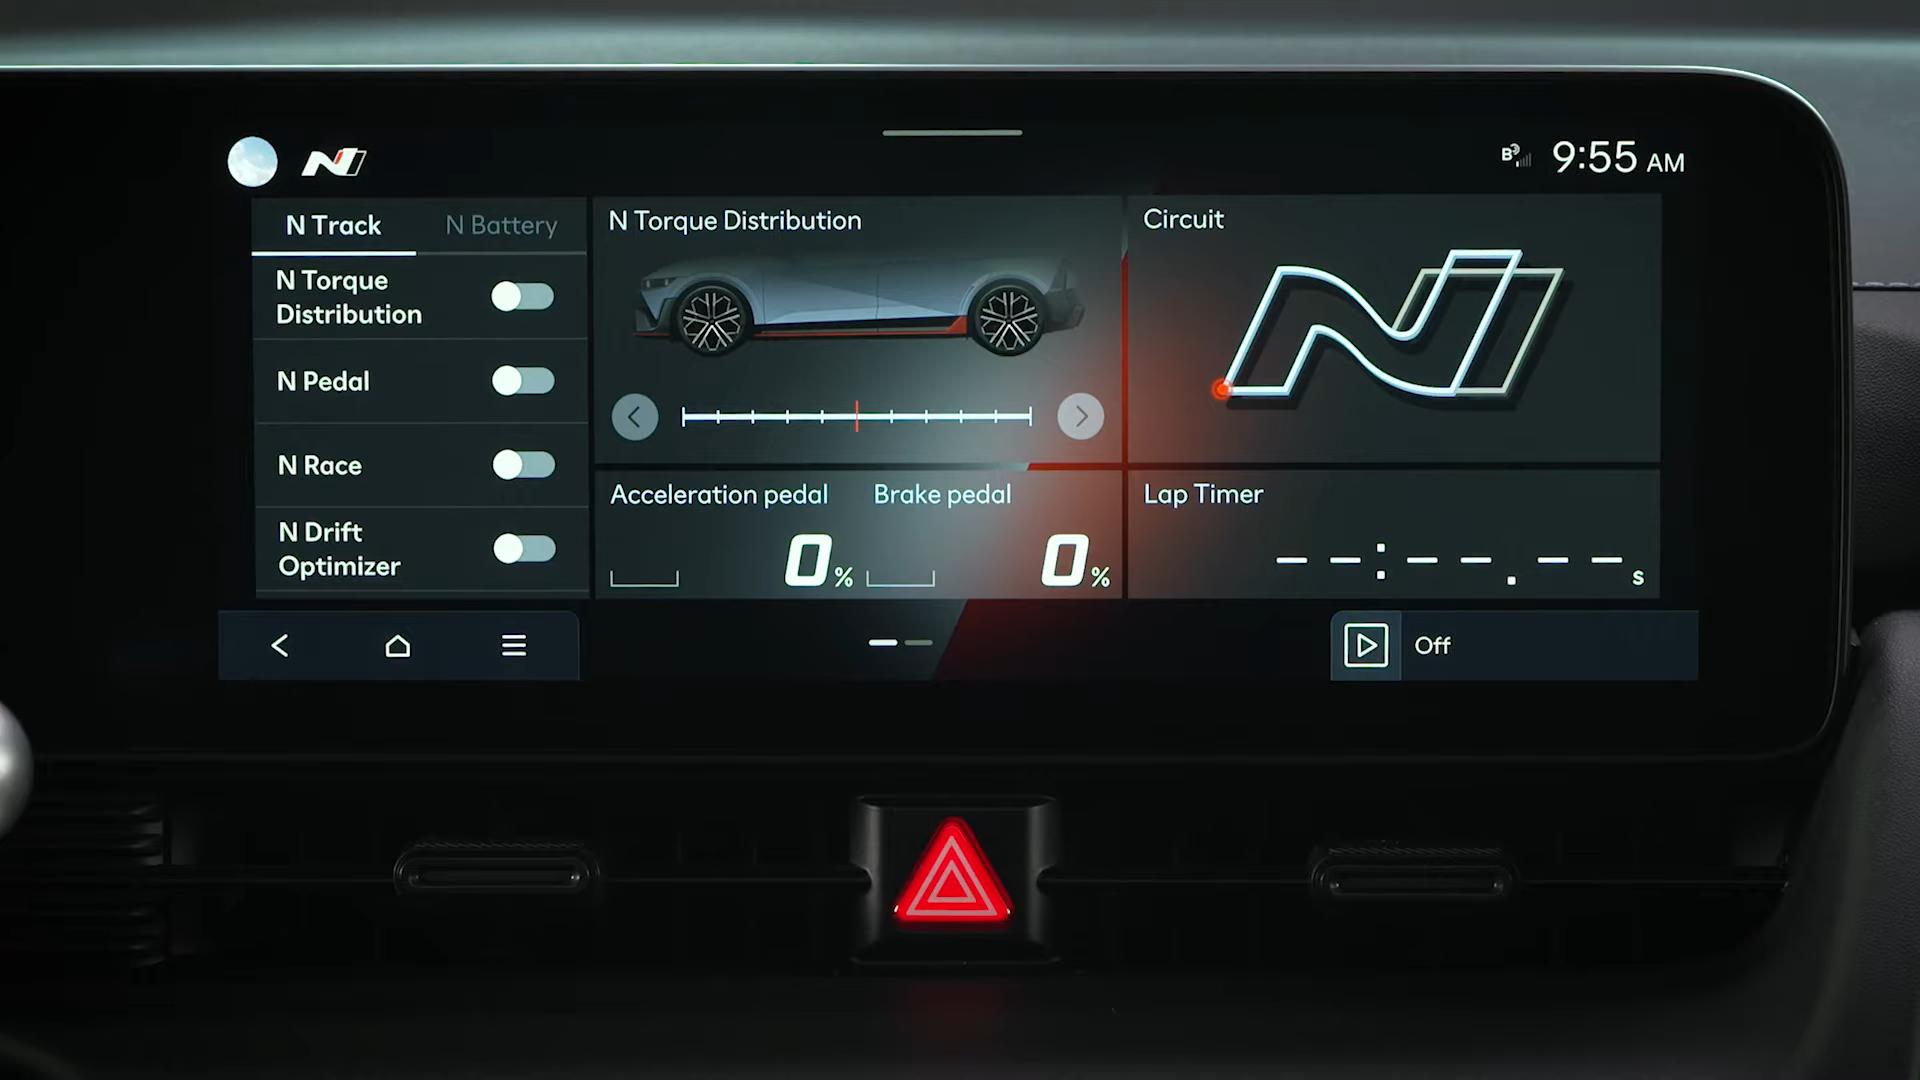 9:55 AM
N Track
N Battery
N Torque
Distribution
N Pedal
N Race
N Drift
Optimizer
N Torque Distribution
Acceleration pedal
0 %
Brake pedal
0 %
Circuit
Lap Timer
– – : – – . – – s
Off